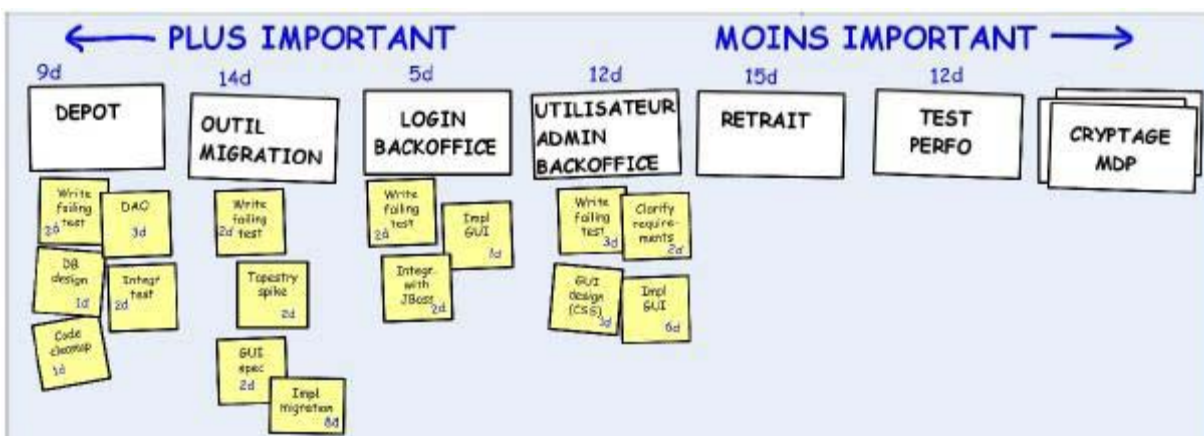 PLUS IMPORTANT
MOINS IMPORTANT
9d
DEPOT
Write
failing
test
2d
DAO
3d
DB
design
1d
Integr
test
2d
Code
cleanup
1d
14d
OUTIL
MIGRATION
Write
failing
test
2d
Tapestry
spike
2d
GUI
spec
2d
Impl
migration
8d
5d
LOGIN
BACKOFFICE
Write
failing
test
2d
Impl
GUI
1d
Integr.
with
JBoss
2d
12d
UTILISATEUR
ADMIN
BACKOFFICE
Write
failing
test
3d
Clarify
require-
ments
2d
GUI
design
(CSS)
Impl
GUI
6d
15d
RETRAIT
12d
TEST
PERFO
CRYPTAGE
MDP